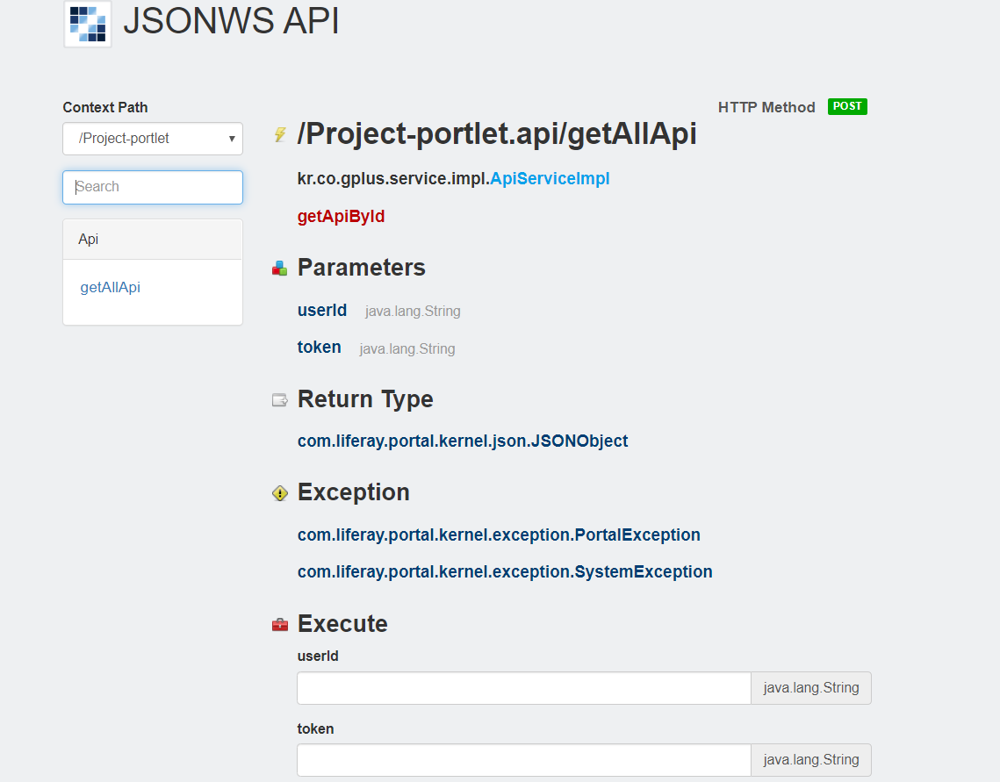 JSONWS API
Context Path
/Project-portlet
Search
Api
getAllApi
HTTP Method POST
/Project-portlet.api/getAllApi
kr.co.gplus.service.impl.ApiServiceImpl
getApiById
Parameters
userId java.lang.String
token java.lang.String
Return Type
com.liferay.portal.kernel.json.JSONObject
Exception
com.liferay.portal.kernel.exception.PortalException
com.liferay.portal.kernel.exception.SystemException
Execute
userId
java.lang.String
token
java.lang.String